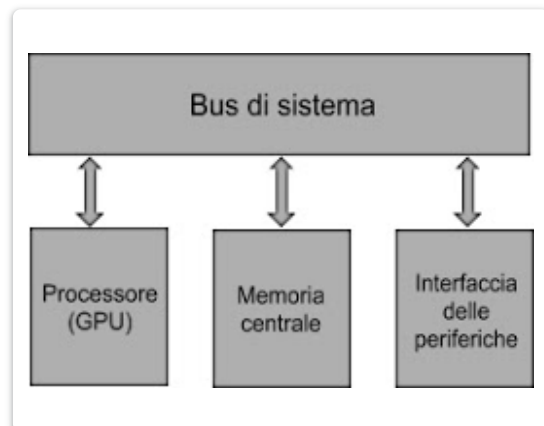 Bus di sistema
Processore
(GPU)
Memoria
centrale
Interfaccia
delle
periferiche